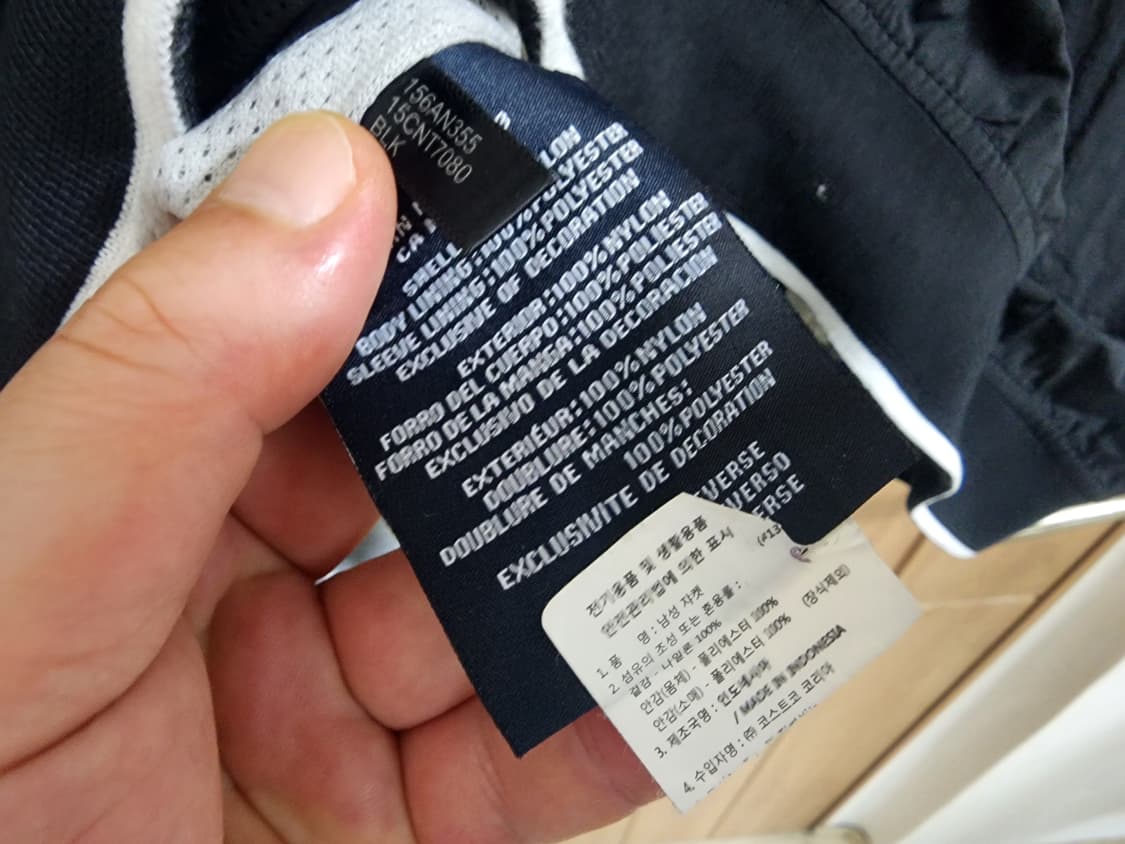 156AN355
15CNT7080
BLK
SHELL
BODY LINING:100%POLYESTER
SLEEVE LINING:100%POLYESTER
EXCLUSIVE OF DECORATION
EXTERIOR:100%NYLON
FORRO DEL CUERPO:100%POLIESTER
FORRO DE LA MANGA:100%POLIESTER
EXCLUSIVO DE LA DECORACION
EXTERIÉUR:100%NYLON
DOUBLURE:100%POLYESTER
DOUBLURE DE MANCHES:
100%POLYESTER
EXCLUSIVITE DE DECORATION
전기용품 및 생활용품
안전관리법에 의한 표시
1. 품 명 : 남성 자켓
2. 섬유의 조성 또는 혼용률 :
겉감 - 나일론 100%
안감(몸체) - 폴리에스터 100%
안감(소매) - 폴리에스터 100% (장식제외)
3. 제조국명 : 인도네시아
/ MADE IN INDONESIA
4. 수입자명 : ㈜ 코스트코 코리아